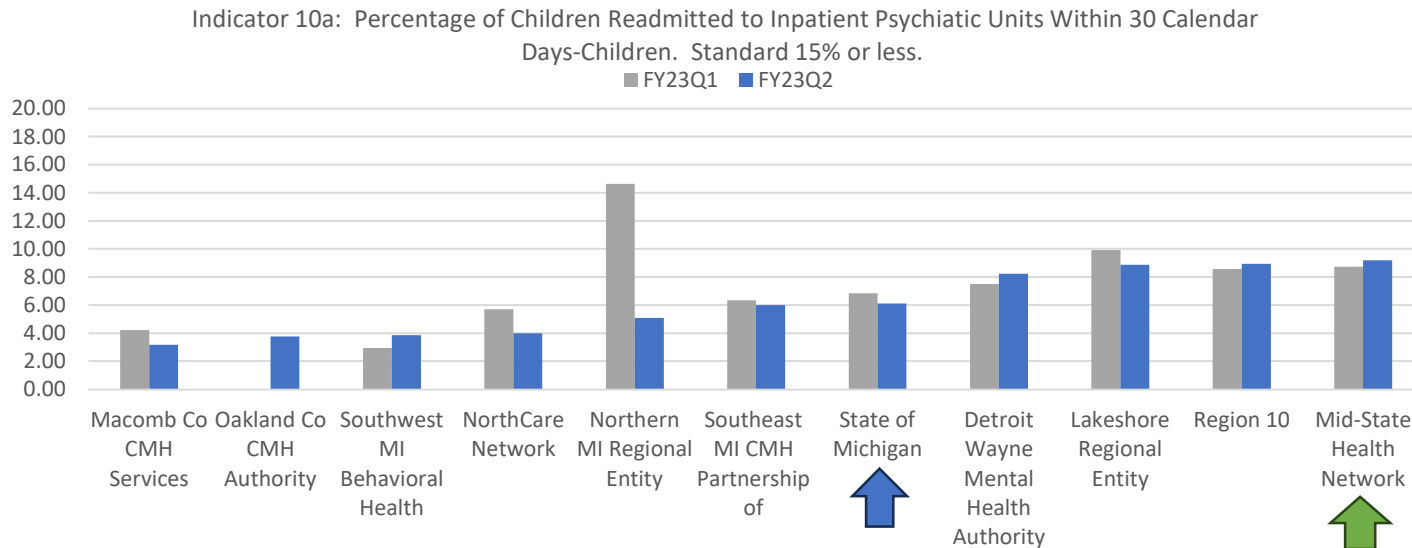 Indicator 10a:  Percentage of Children Readmitted to Inpatient Psychiatic Units Within 30 Calendar
Days-Children.  Standard 15% or less.
FY23Q1 FY23Q2
20.00
18.00
16.00
14.00
12.00
10.00
8.00
6.00
4.00
2.00
0.00
Macomb Co
CMH
Services
Oakland Co
CMH
Authority
Southwest
MI
Behavioral
Health
NorthCare
Network
Northern
MI Regional
Entity
Southeast
MI CMH
Partnership
of
State of
Michigan
Detroit
Wayne
Mental
Health
Authority
Lakeshore
Regional
Entity
Region 10
Mid-State
Health
Network